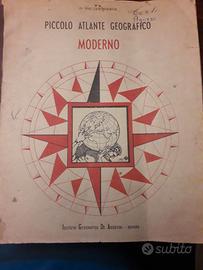 PICCOLO ATLANTE GEOGRAFICO
MODERNO
ISTITUTO GEOGRAFICO DE AGOSTINI - NOVARA
subito